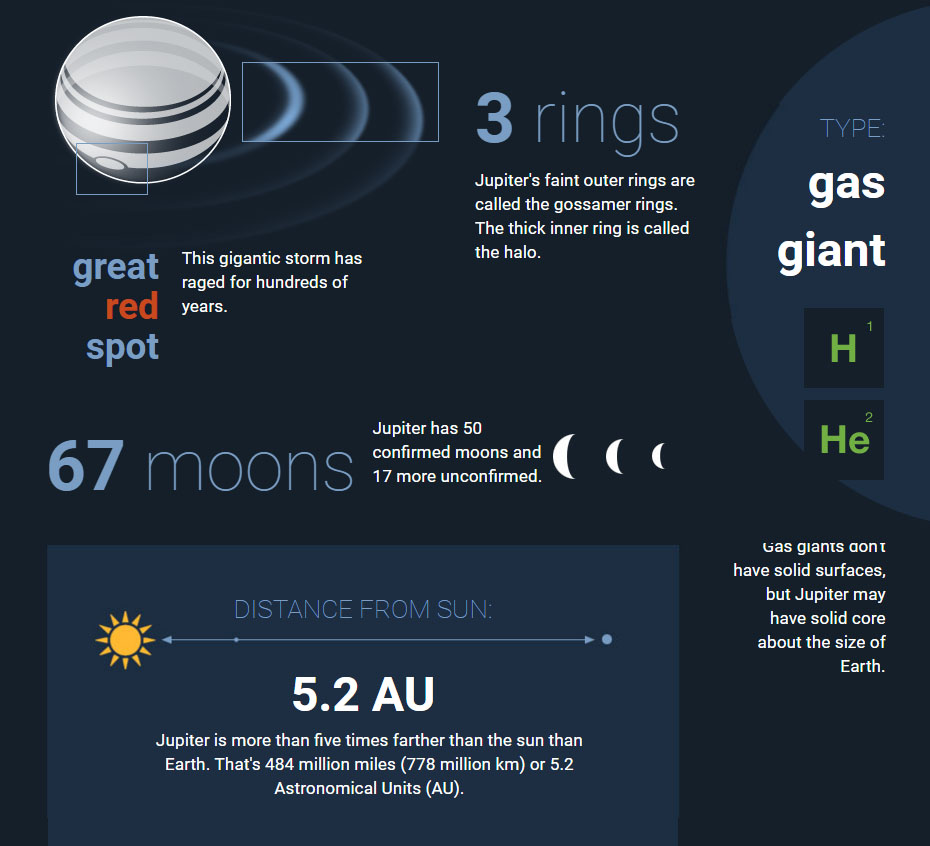 3 rings
Jupiter's faint outer rings are
called the gossamer rings.
The thick inner ring is called
the halo.
TYPE:
gas
giant
H 1
He 2
Gas giants don't
have solid surfaces,
but Jupiter may
have solid core
about the size of
Earth.
great
red
spot
This gigantic storm has
raged for hundreds of
years.
67 moons
Jupiter has 50
confirmed moons and
17 more unconfirmed.
DISTANCE FROM SUN:
5.2 AU
Jupiter is more than five times farther than the sun than
Earth. That's 484 million miles (778 million km) or 5.2
Astronomical Units (AU).